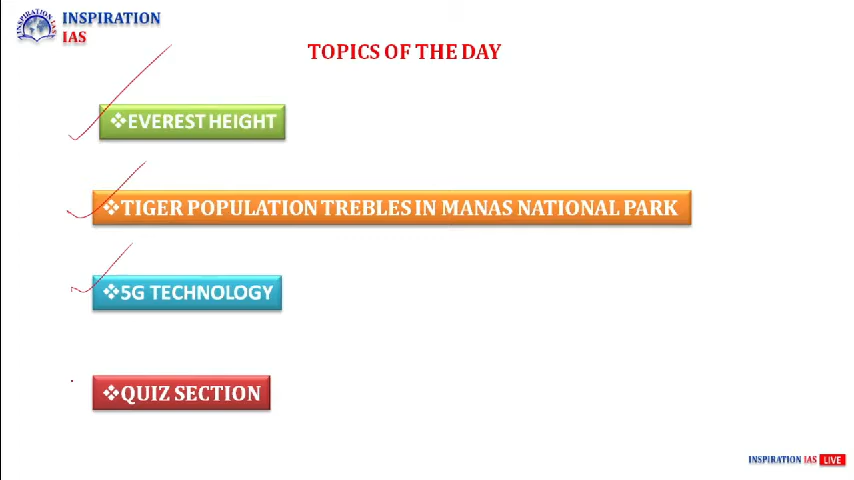 INSPIRATION
IAS
TOPICS OF THE DAY
❖EVEREST HEIGHT
❖TIGER POPULATION TREBLES IN MANAS NATIONAL PARK
❖5G TECHNOLOGY
❖QUIZ SECTION
INSPIRATION IAS LIVE